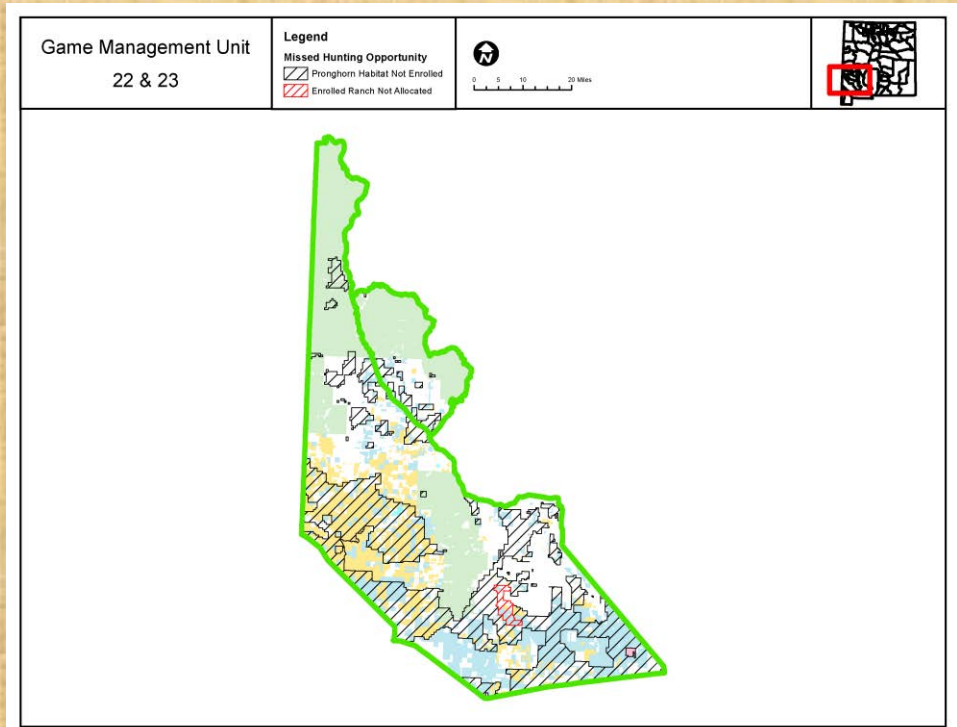 Game Management Unit
22 & 23
Legend
Missed Hunting Opportunity
Pronghorn Habitat Not Enrolled
Enrolled Ranch Not Allocated
N
0 5 10 20 Miles